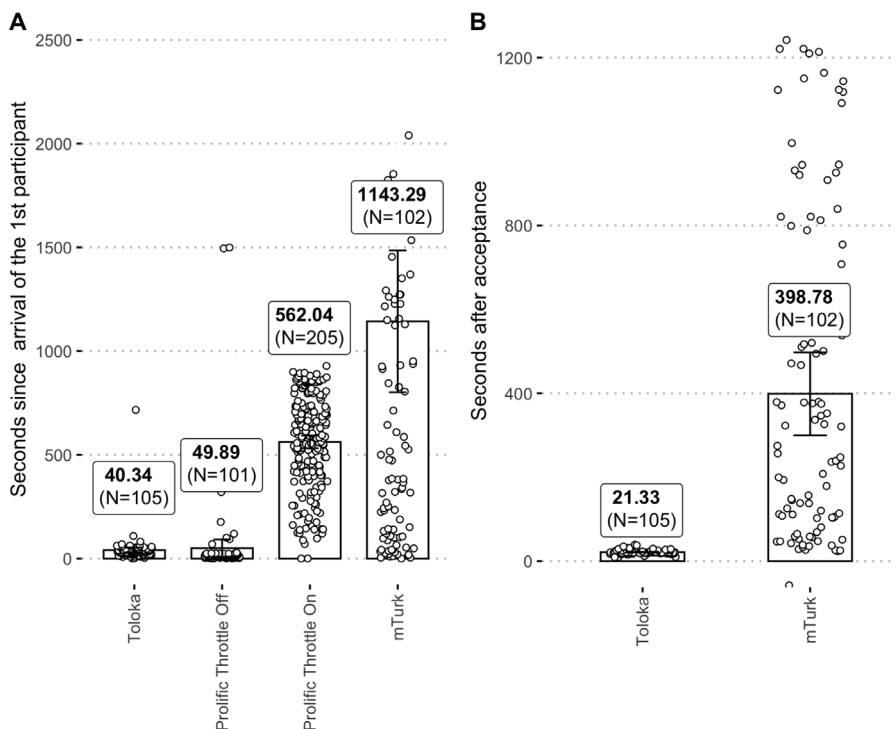 A
Seconds since  arrival of the 1st participant
2500
2000
1500
1000
500
0
40.34
(N=105)
49.89
(N=101)
562.04
(N=205)
1143.29
(N=102)
Toloka
Prolific Throttle Off
Prolific Throttle On
mTurk
B
Seconds after acceptance
1200
800
400
0
21.33
(N=105)
398.78
(N=102)
Toloka
mTurk